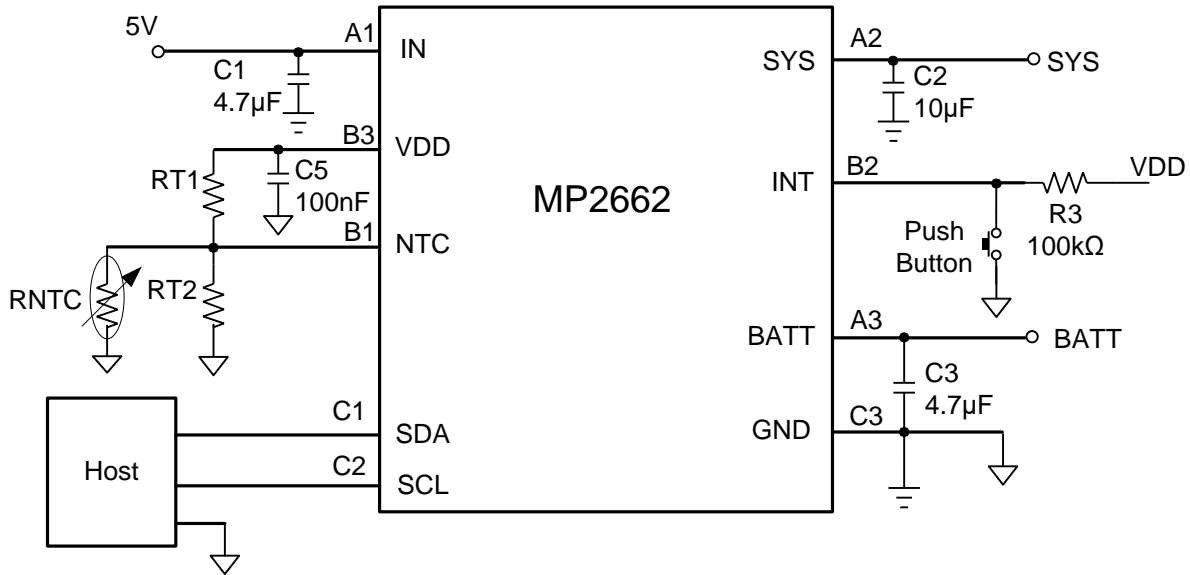 5V
A1
IN
C1
4.7µF
B3
VDD
RT1
C5
100nF
B1
NTC
RNTC
RT2
Host
C1
SDA
C2
SCL
MP2662
A2
SYS
SYS
C2
10µF
B2
INT
VDD
R3
100kΩ
Push
Button
A3
BATT
BATT
C3
4.7µF
C3
GND